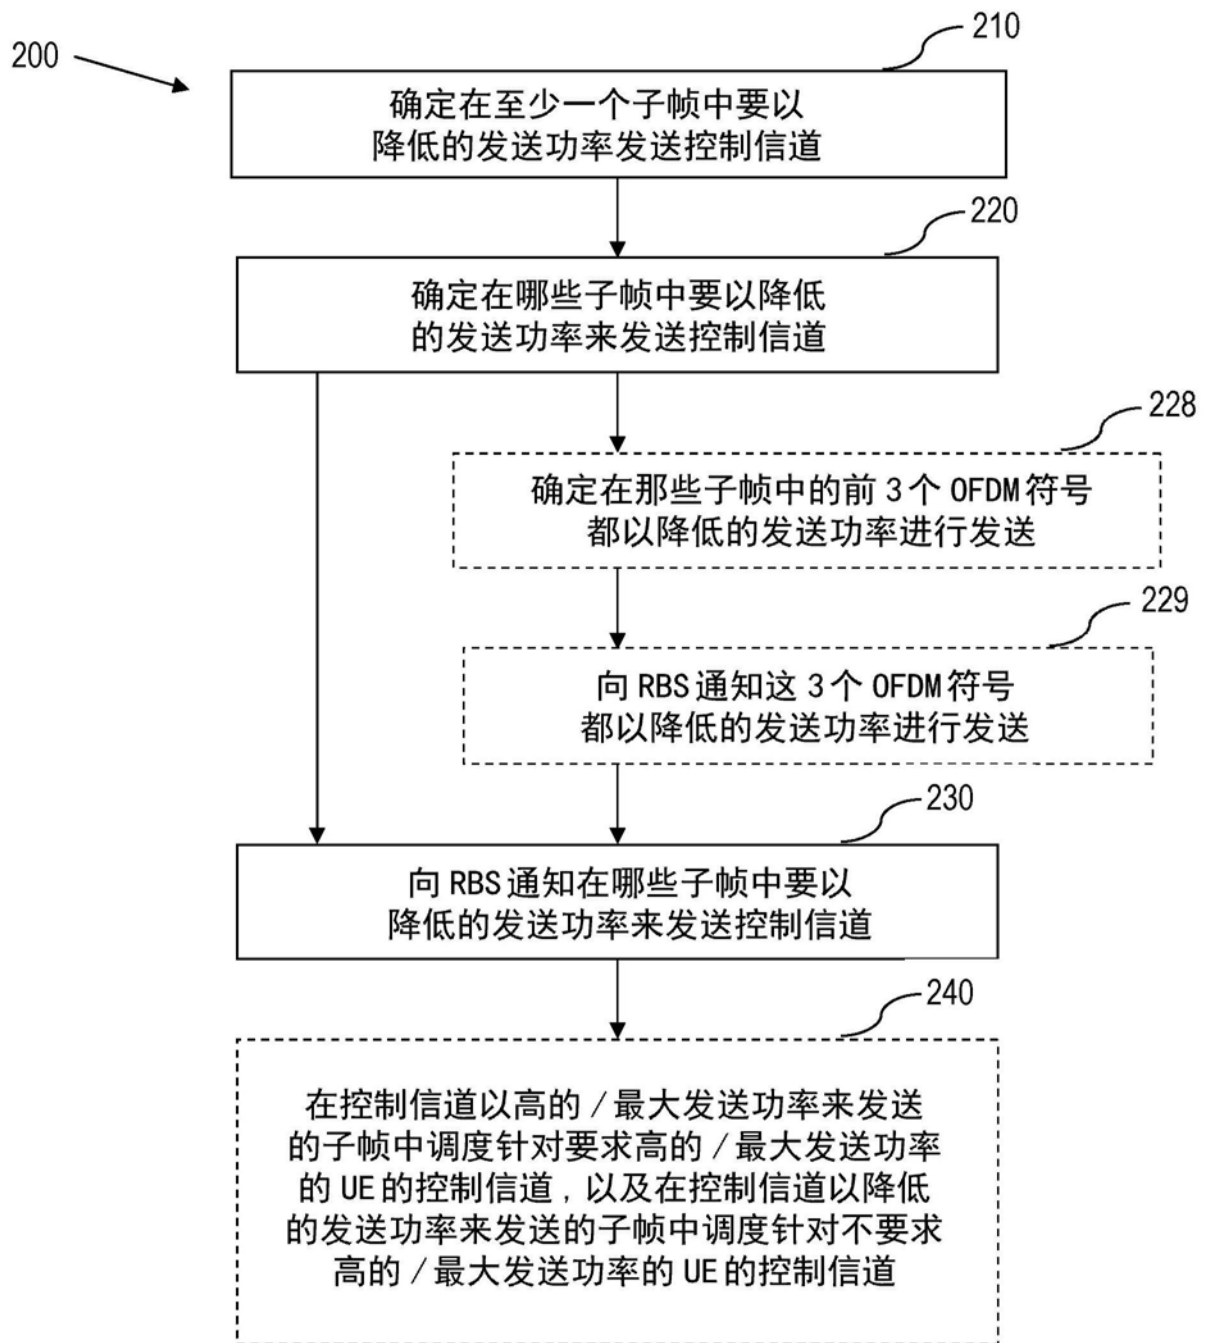 200
210
确定在至少一个子帧中要以
降低的发送功率发送控制信道
220
确定在哪些子帧中要以降低
的发送功率来发送控制信道
228
确定在那些子帧中的前 3 个 OFDM 符号
都以降低的发送功率进行发送
229
向 RBS 通知这 3 个 OFDM 符号
都以降低的发送功率进行发送
230
向 RBS 通知在哪些子帧中要以
降低的发送功率来发送控制信道
240
在控制信道以高的 / 最大发送功率来发送
的子帧中调度针对要求高的 / 最大发送功率
的 UE 的控制信道 , 以及在控制信道以降低
的发送功率来发送的子帧中调度针对不要求
高的 / 最大发送功率的 UE 的控制信道